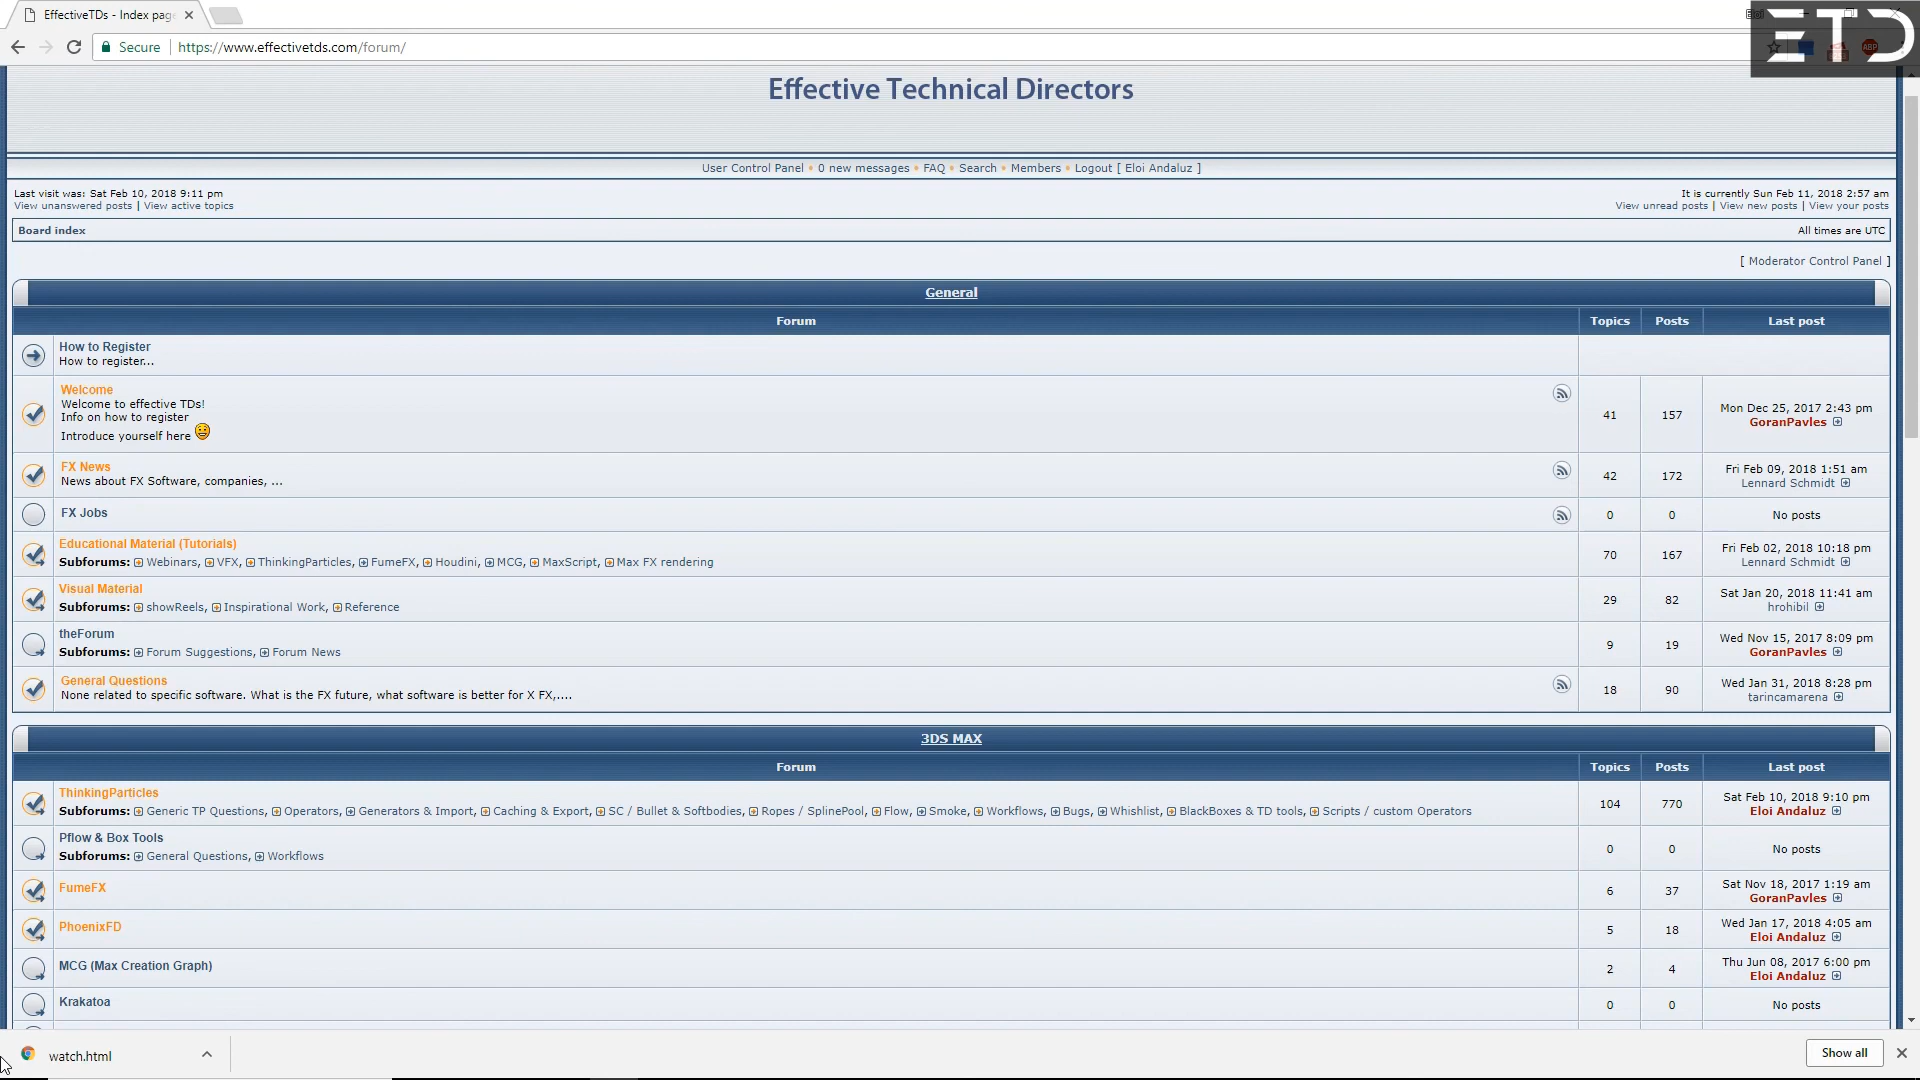 EffectiveTDs - Index pag
Secure https://www.effectivetds.com/forum/
ETD
Effective Technical Directors
User Control Panel • 0 new messages • FAQ • Search • Members • Logout [ Eloi Andaluz ]
Last visit was: Sat Feb 10, 2018 9:11 pm It is currently Sun Feb 11, 2018 2:57 am
View unanswered posts | View active topics View unread posts | View new posts | View your posts
Board index All times are UTC
[ Moderator Control Panel ]
General
Forum Topics Posts Last post
How to Register
How to register...
Welcome
Welcome to effective TDs!
Info on how to register
Introduce yourself here
41 157 Mon Dec 25, 2017 2:43 pm
GoranPavles
FX News
News about FX Software, companies, ...
42 172 Fri Feb 09, 2018 1:51 am
Lennard Schmidt
FX Jobs 0 0 No posts
Educational Material (Tutorials)
Subforums: Webinars, VFX, ThinkingParticles, FumeFX, Houdini, MCG, MaxScript, Max FX rendering
70 167 Fri Feb 02, 2018 10:18 pm
Lennard Schmidt
Visual Material
Subforums: showReels, Inspirational Work, Reference
29 82 Sat Jan 20, 2018 11:41 am
hrohibil
theForum
Subforums: Forum Suggestions, Forum News
9 19 Wed Nov 15, 2017 8:09 pm
GoranPavles
General Questions
None related to specific software. What is the FX future, what software is better for X FX,....
18 90 Wed Jan 31, 2018 8:28 pm
tarincamarena
3DS MAX
Forum Topics Posts Last post
ThinkingParticles
Subforums: Generic TP Questions, Operators, Generators & Import, Caching & Export, SC / Bullet & Softbodies, Ropes / SplinePool, Flow, Smoke, Workflows, Bugs, Whishlist, BlackBoxes & TD tools, Scripts / custom Operators
104 770 Sat Feb 10, 2018 9:10 pm
Eloi Andaluz
Pflow & Box Tools
Subforums: General Questions, Workflows
0 0 No posts
FumeFX
6 37 Sat Nov 18, 2017 1:19 am
GoranPavles
PhoenixFD
5 18 Wed Jan 17, 2018 4:05 am
Eloi Andaluz
MCG (Max Creation Graph)
2 4 Thu Jun 08, 2017 6:00 pm
Eloi Andaluz
Krakatoa 0 0 No posts
watch.html Show all